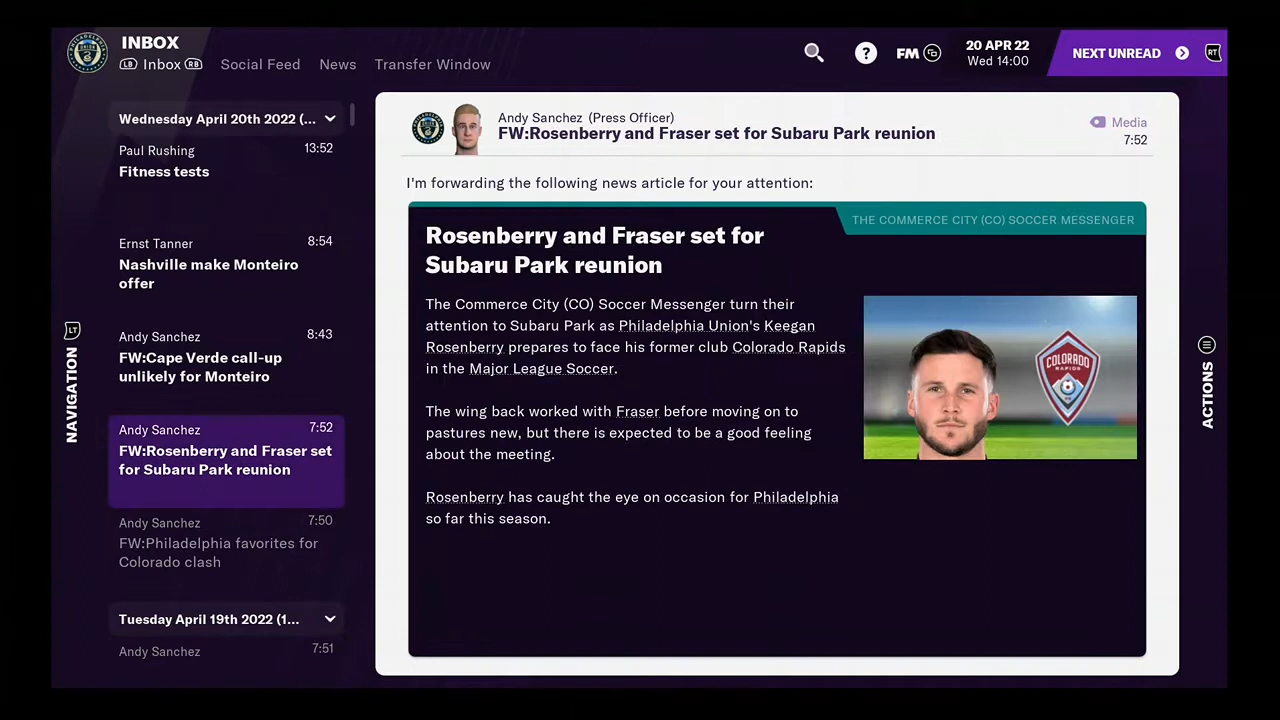 INBOX
LB Inbox RB
Social Feed
News
Transfer Window
FM
20 APR 22
Wed 14:00
NEXT UNREAD
RT
Wednesday April 20th 2022 (...
Paul Rushing
13:52
Fitness tests
Ernst Tanner
8:54
Nashville make Monteiro
offer
Andy Sanchez
8:43
FW:Cape Verde call-up
unlikely for Monteiro
Andy Sanchez
7:52
FW:Rosenberry and Fraser set
for Subaru Park reunion
Andy Sanchez
7:50
FW:Philadelphia favorites for
Colorado clash
Tuesday April 19th 2022 (1...
Andy Sanchez
7:51
LT
NAVIGATION
Andy Sanchez (Press Officer)
FW:Rosenberry and Fraser set for Subaru Park reunion
Media
7:52
I'm forwarding the following news article for your attention:
THE COMMERCE CITY (CO) SOCCER MESSENGER
Rosenberry and Fraser set for
Subaru Park reunion
The Commerce City (CO) Soccer Messenger turn their
attention to Subaru Park as Philadelphia Union's Keegan
Rosenberry prepares to face his former club Colorado Rapids
in the Major League Soccer.
The wing back worked with Fraser before moving on to
pastures new, but there is expected to be a good feeling
about the meeting.
Rosenberry has caught the eye on occasion for Philadelphia
so far this season.
COLORADO
RAPIDS
ACTIONS